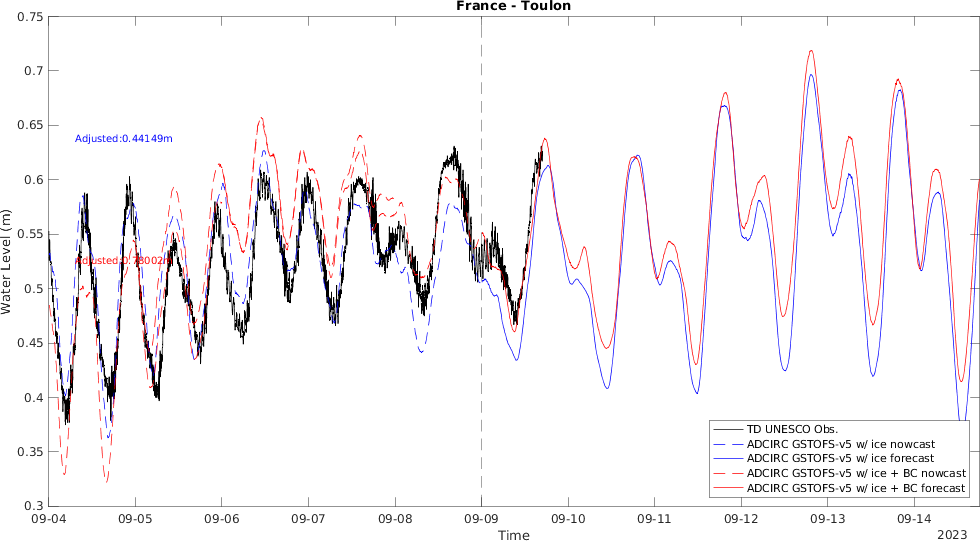 France - Toulon
0.75
0.7
0.65
0.6
0.55
0.5
0.45
0.4
0.35
0.3
Water Level (m)
Adjusted:0.44149m
TD UNESCO Obs.
ADCIRC GSTOFS-v5 w/ ice nowcast
ADCIRC GSTOFS-v5 w/ ice forecast
ADCIRC GSTOFS-v5 w/ ice + BC nowcast
ADCIRC GSTOFS-v5 w/ ice + BC forecast
09-04 09-05 09-06 09-07 09-08 09-09 09-10 09-11 09-12 09-13 09-14
Time
2023